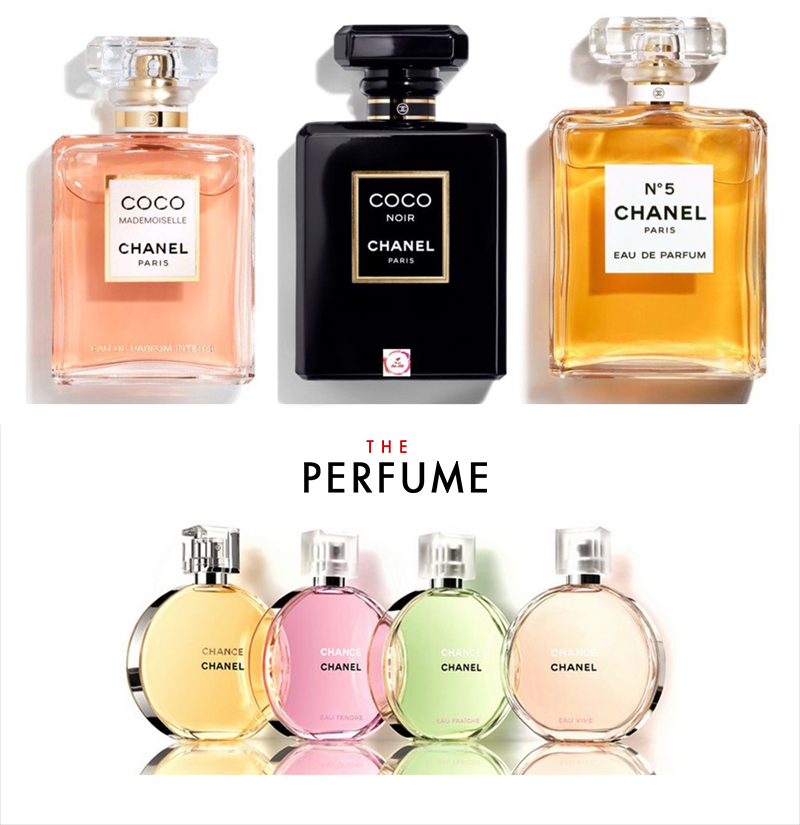 COCO
MADEMOISELLE
CHANEL
PARIS
EAU DE PARFUM INTENSE
COCO
NOIR
CHANEL
PARIS
N°5
CHANEL
PARIS
EAU DE PARFUM
THE
PERFUME
CHANCE
CHANEL
CHANCE
CHANEL
EAU TENDRE
CHANCE
CHANEL
EAU FRAÎCHE
CHANCE
CHANEL
EAU VIVE